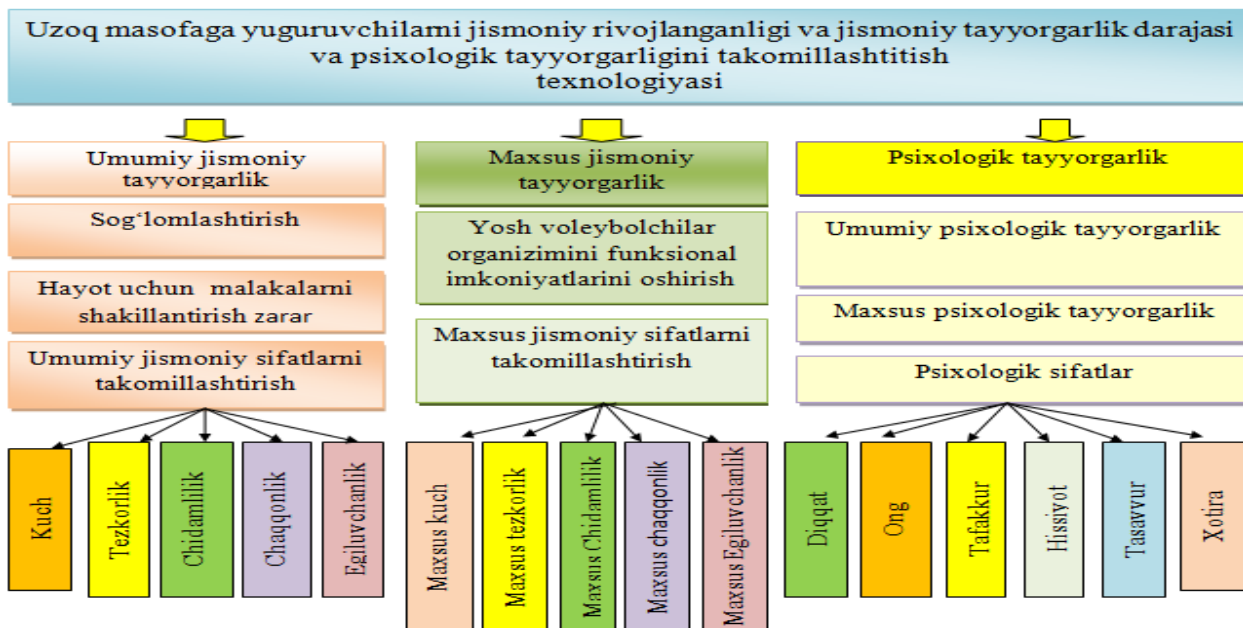 Uzoq masofaga yuguruvchilarni jismoniy rivojlanganligi va jismoniy tayyorgarlik darajasi
va psixologik tayyorgarligini takomillashtitish
texnologiyasi
Umumiy jismoniy
tayyorgarlik
Sog‘lomlashtirish
Hayot uchun malakalarni
shakillantirish zarar
Umumiy jismoniy sifatlarni
takomillashtirish
Kuch
Tezkorlik
Chidamlilik
Chaqqonlik
Egiluvchanlik
Maxsus jismoniy
tayyorgarlik
Yosh voleybolchilar
organizimini funksional
imkoniyatlarini oshirish
Maxsus jismoniy sifatlarni
takomillashtirish
Maxsus kuch
Maxsus tezkorlik
Maxsus Chidamlilik
Maxsus chaqqonlik
Maxsus Egiluvchanlik
Psixologik tayyorgarlik
Umumiy psixologik tayyorgarlik
Maxsus psixologik tayyorgarlik
Psixologik sifatlar
Diqqat
Ong
Tafakkur
Hissiyot
Tasavvur
Xotira